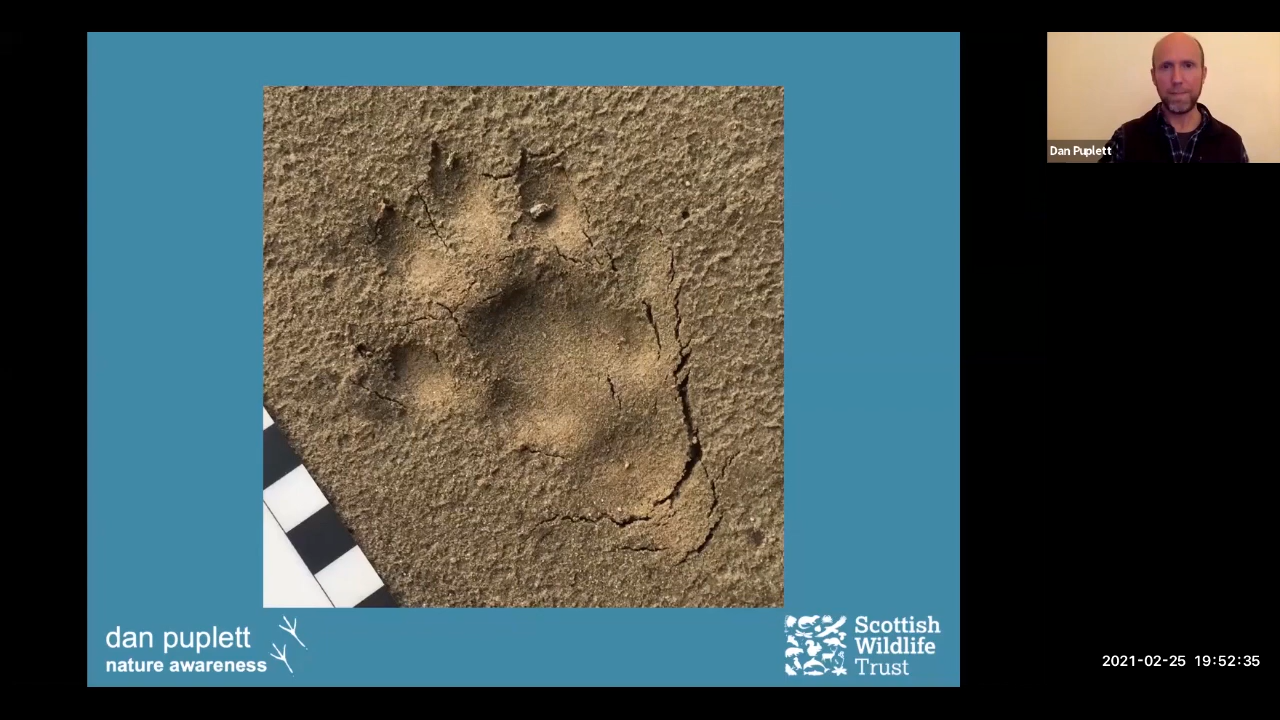 Dan Puplett
dan puplett
nature awareness
Scottish
Wildlife
Trust
2021-02-25 19:52:35